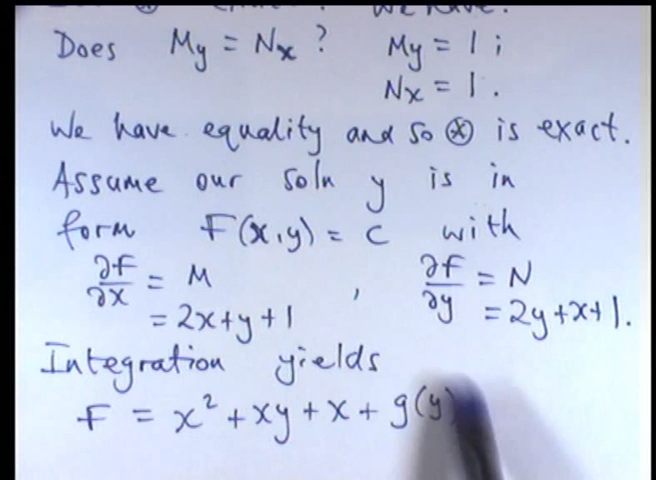 Does My = Nx ? My = 1 ;
Nx = 1 .
We have equality and so ⊛ is exact.
Assume our soln y is in
form F(x,y) = c with
∂F/∂x = M , ∂F/∂y = N
= 2x+y+1 = 2y+x+1.
Integration yields
F = x² + xy + x + g(y)